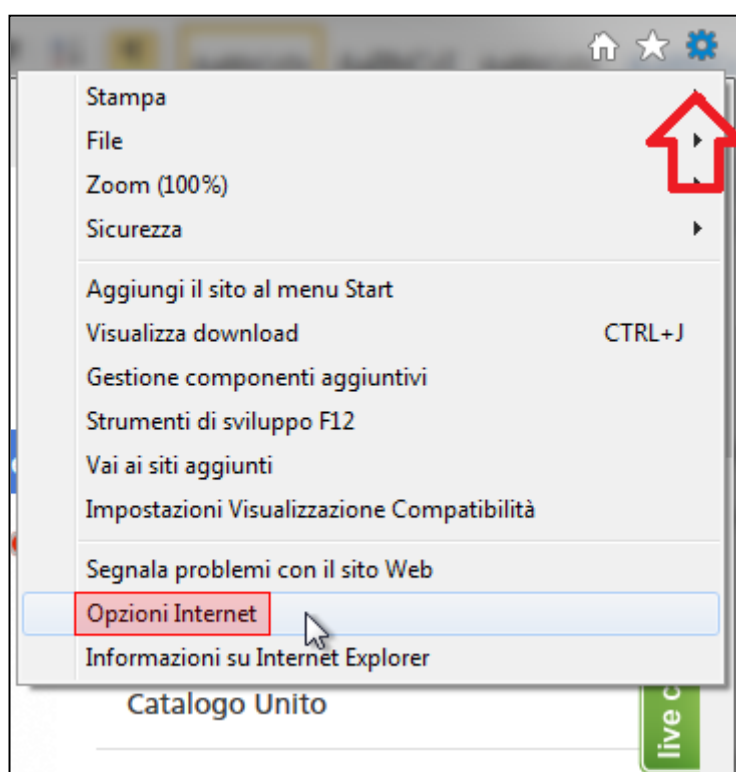 Stampa
File
Zoom (100%)
Sicurezza
Aggiungi il sito al menu Start
Visualizza download CTRL+J
Gestione componenti aggiuntivi
Strumenti di sviluppo F12
Vai ai siti aggiunti
Impostazioni Visualizzazione Compatibilità
Segnala problemi con il sito Web
Opzioni Internet
Informazioni su Internet Explorer
Catalogo Unito
live